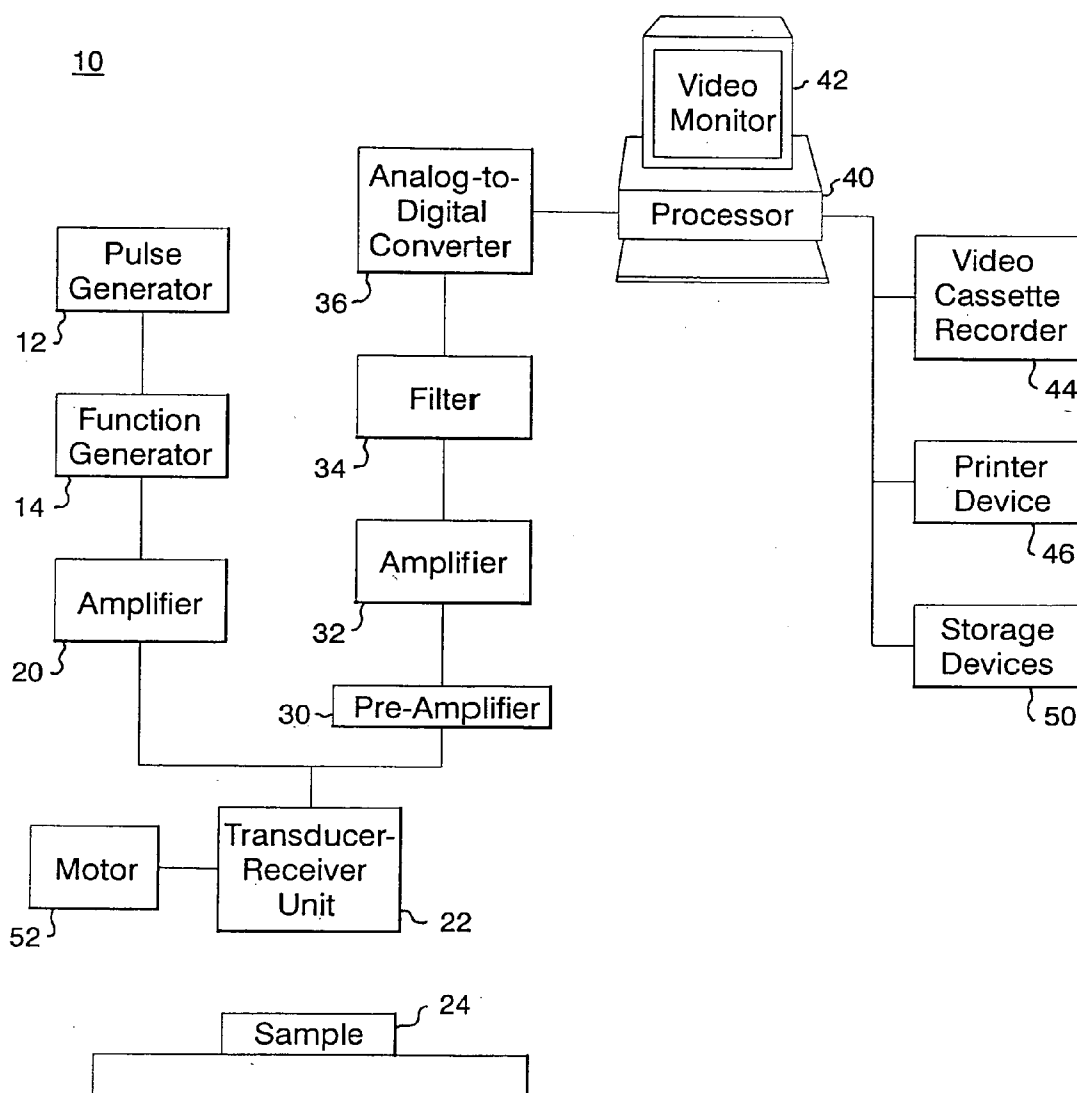 10
Video
Monitor
42
Analog-to-
Digital
Converter
36
Processor
40
Pulse
Generator
12
Video
Cassette
Recorder
44
Function
Generator
14
Filter
34
Printer
Device
46
Amplifier
20
Amplifier
32
Storage
Devices
50
30
Pre-Amplifier
Motor
52
Transducer-
Receiver
Unit
22
24
Sample